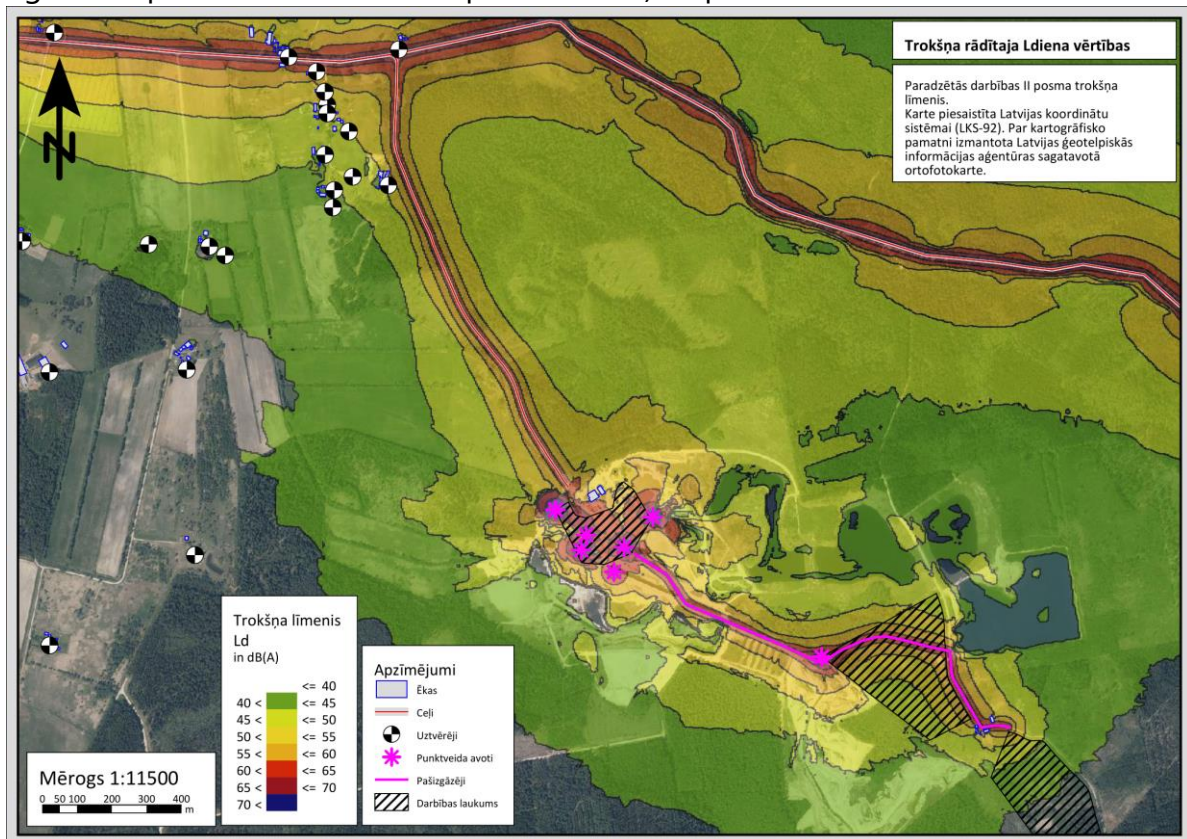 Trokšņa rādītaja Ldiena vērtības
Paradzētās darbības II posma trokšņa
līmenis.
Karte piesaistīta Latvijas koordinātu
sistēmai (LKS-92). Par kartogrāfisko
pamatni izmantota Latvijas ģeotelpiskās
informācijas aģentūras sagatavotā
ortofotokarte.
N
Trokšņa līmenis
Ld
in dB(A)
<= 40
40 < <= 45
45 < <= 50
50 < <= 55
55 < <= 60
60 < <= 65
65 < <= 70
70 <
Apzīmējumi
Ēkas
Ceļi
Uztvērēji
Punktveida avoti
Pašizgāzēji
Darbības laukums
Mērogs 1:11500
0 50 100 200 300 400
m